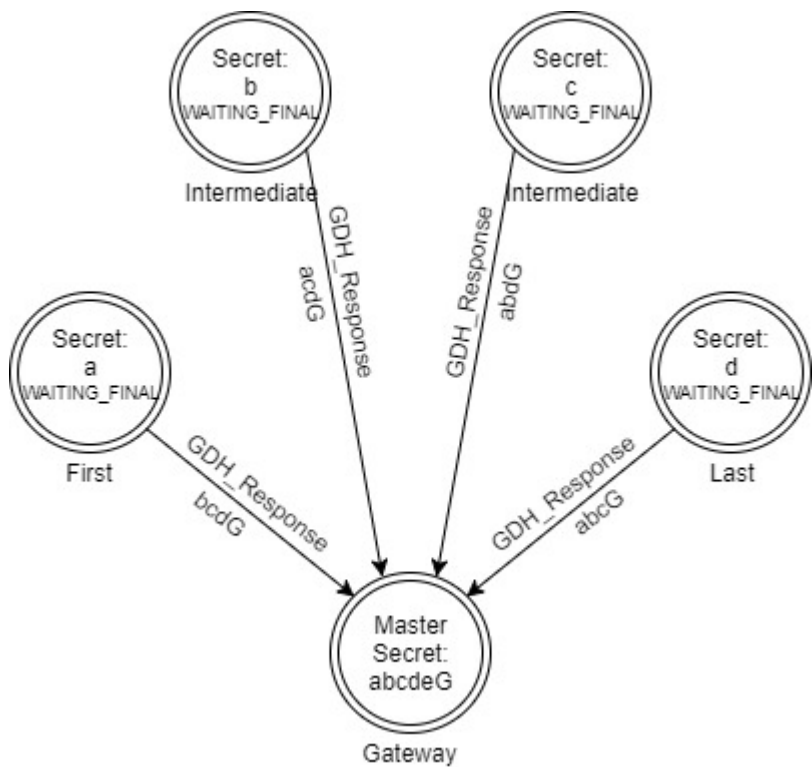 Secret:
b
WAITING_FINAL
Intermediate
Secret:
c
WAITING_FINAL
Intermediate
GDH_Response
acdG
GDH_Response
abdG
Secret:
a
WAITING_FINAL
First
Secret:
d
WAITING_FINAL
Last
GDH_Response
bcdG
GDH_Response
abcG
Master
Secret:
abcdeG
Gateway